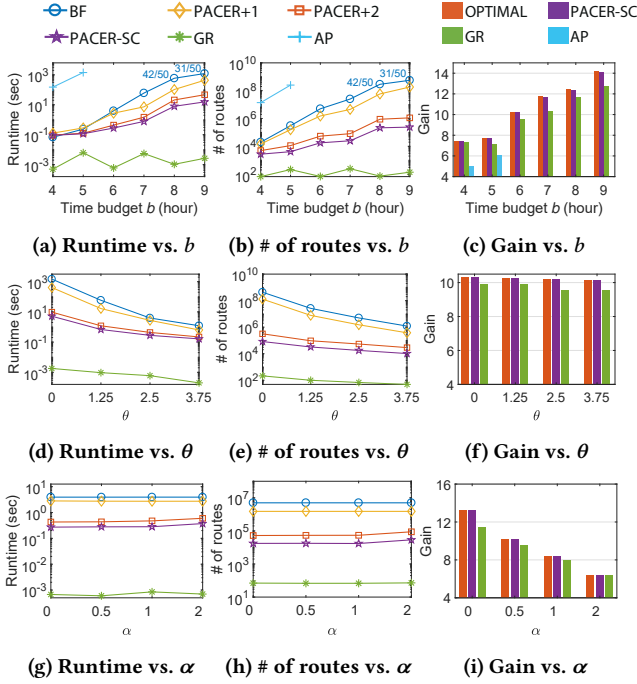 BF PACER+1 PACER+2 OPTIMAL PACER-SC
PACER-SC GR AP GR AP
Runtime (sec) 10^3 10^1 10^-1 10^-3
42/50 31/50
4 5 6 7 8 9
Time budget b (hour)
(a) Runtime vs. b
# of routes 10^10 10^8 10^6 10^4 10^2
42/50 31/50
4 5 6 7 8 9
Time budget b (hour)
(b) # of routes vs. b
Gain 14 12 10 8 6 4
4 5 6 7 8 9
Time budget b (hour)
(c) Gain vs. b
Runtime (sec) 10^3 10^1 10^-1 10^-3
0 1.25 2.5 3.75
θ
(d) Runtime vs. θ
# of routes 10^10 10^8 10^6 10^4 10^2
0 1.25 2.5 3.75
θ
(e) # of routes vs. θ
Gain 10 8 6 4
0 1.25 2.5 3.75
θ
(f) Gain vs. θ
Runtime (sec) 10^1 10^0 10^-1 10^-3
0 0.5 1 2
α
(g) Runtime vs. α
# of routes 10^7 10^5 10^3 10^1
0 0.5 1 2
α
(h) # of routes vs. α
Gain 16 12 8 4
0 0.5 1 2
α
(i) Gain vs. α